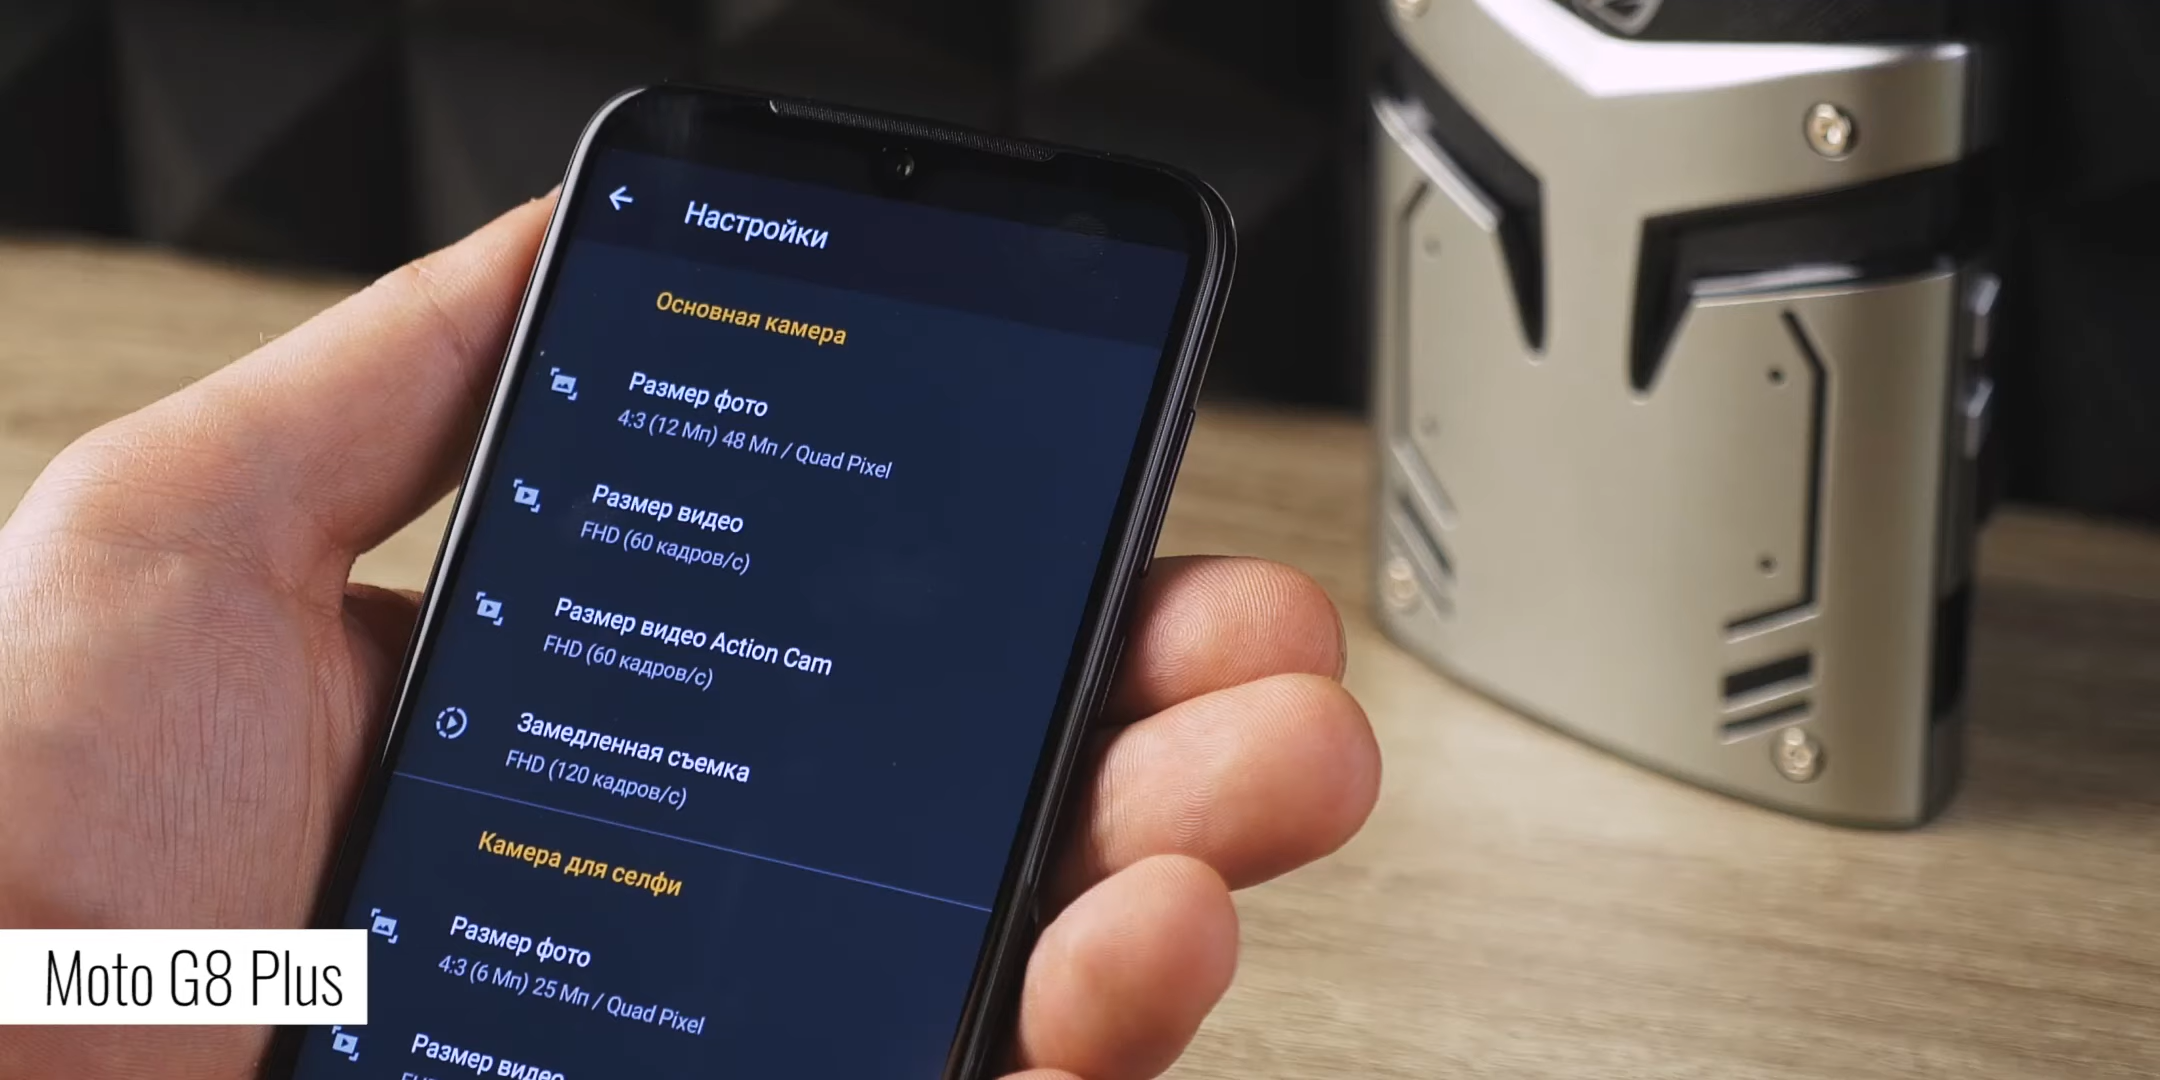 Настройки
Основная камера
Размер фото
4:3 (12 Мп) 48 Мп / Quad Pixel
Размер видео
FHD (60 кадров/с)
Размер видео Action Cam
FHD (60 кадров/с)
Замедленная съемка
FHD (120 кадров/с)
Камера для селфи
Размер фото
4:3 (6 Мп) 25 Мп / Quad Pixel
Размер видео
Moto G8 Plus